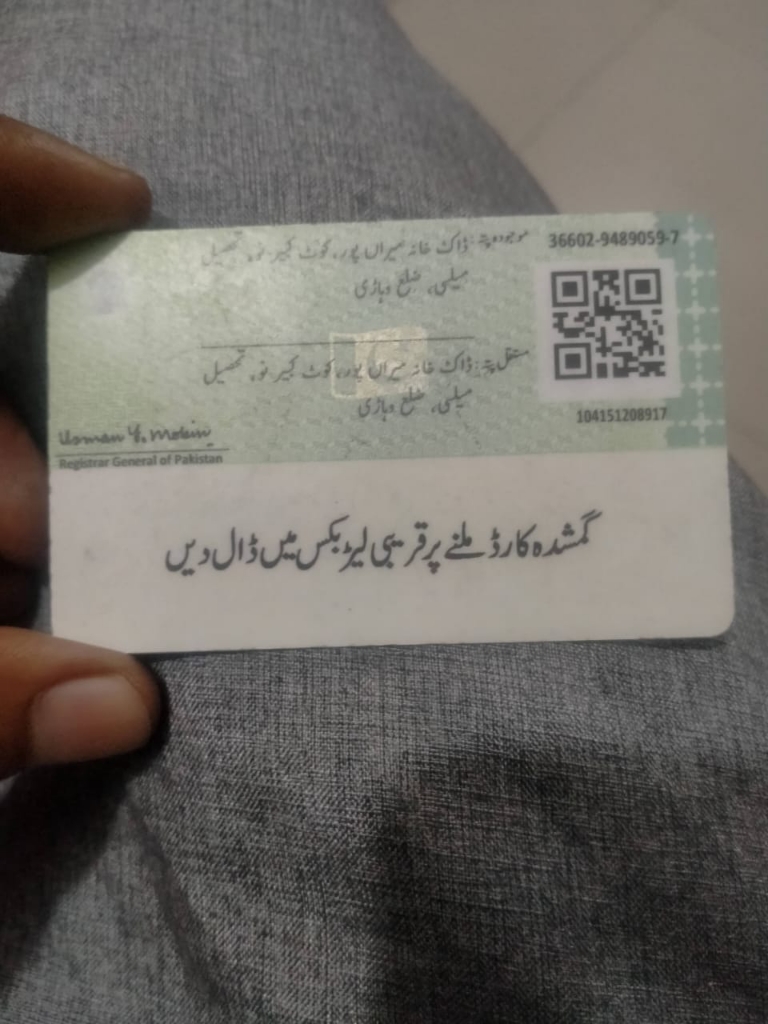 موجودہ پتہ: ڈاک خانہ میراں پور، کوٹ کبیر نو، تحصیل
میلسی، ضلع وہاڑی
36602-9489059-7
مستقل پتہ: ڈاک خانہ میراں پور، کوٹ کبیر نو، تحصیل
میلسی، ضلع وہاڑی
104151208917
Usman Y. Mobin
Registrar General of Pakistan
گمشدہ کارڈ ملنے پر قریبی لیٹر بکس میں ڈال دیں